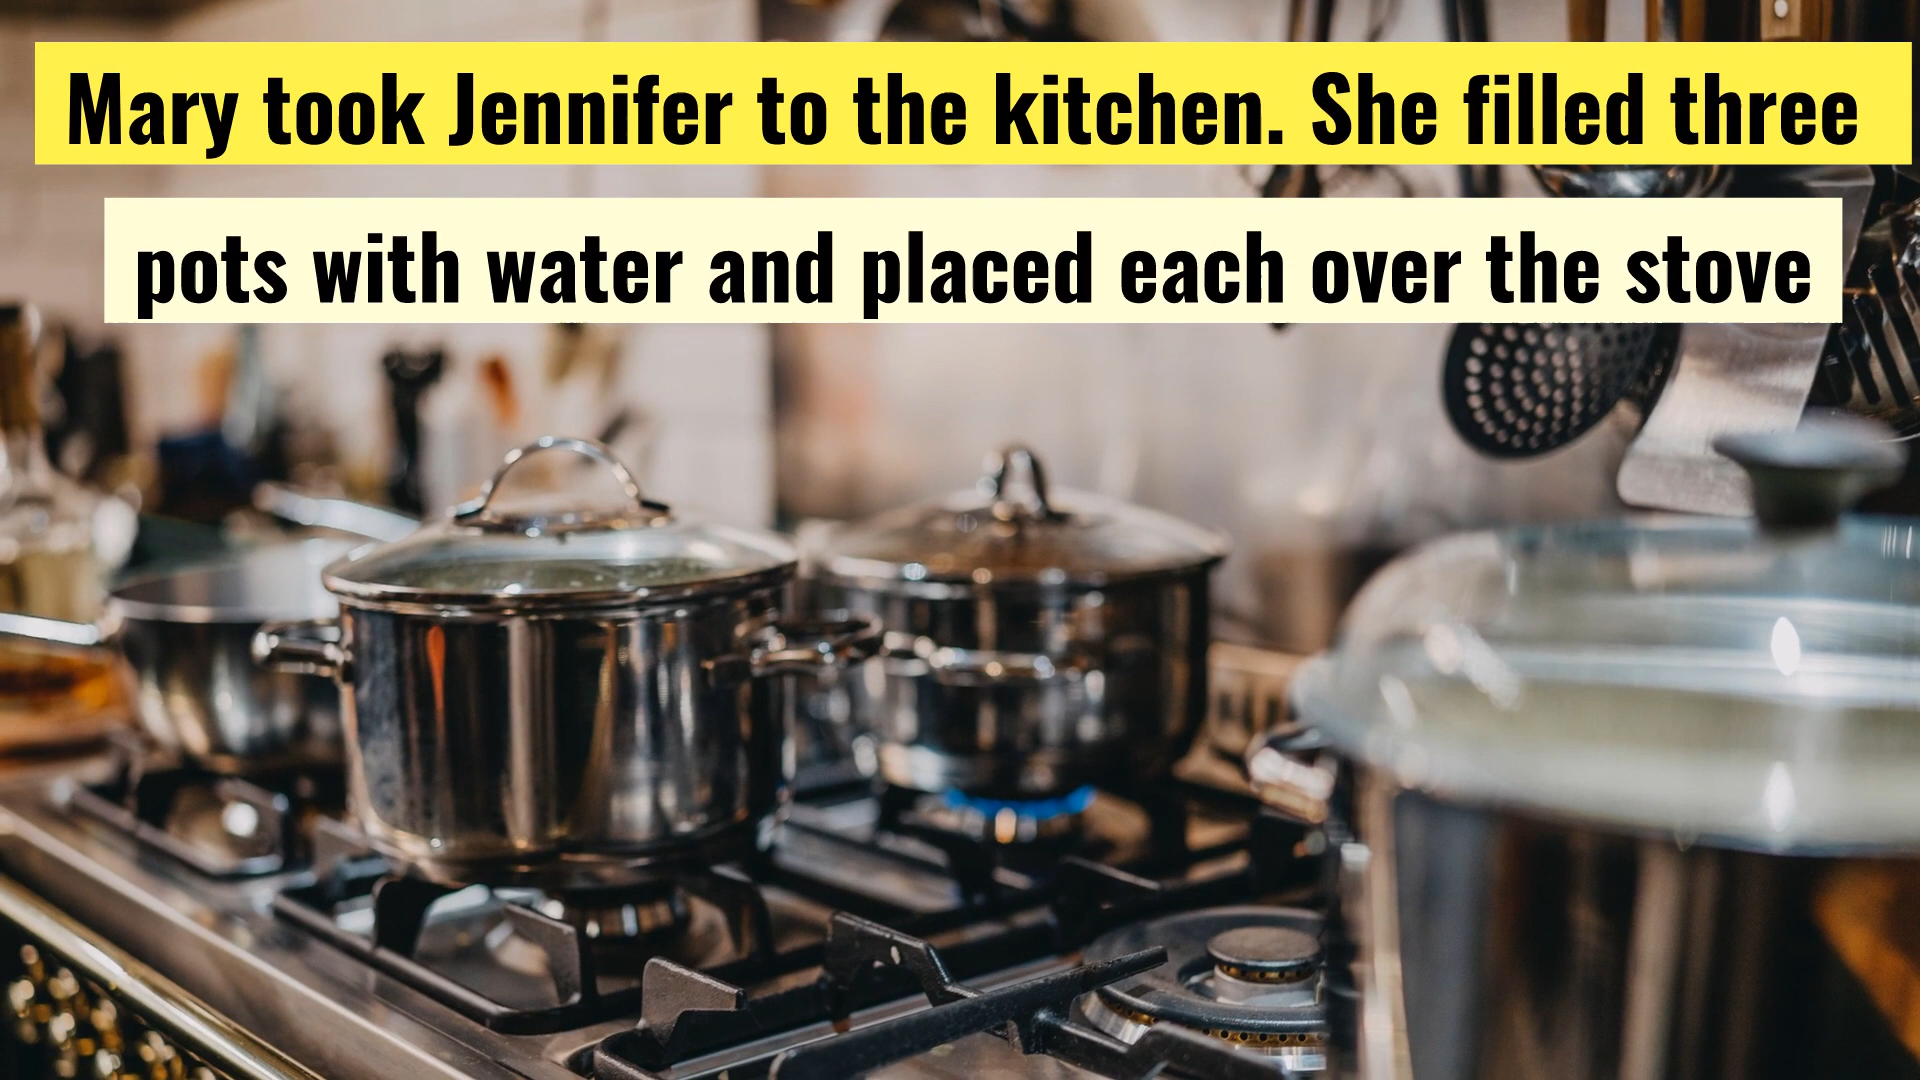 Mary took Jennifer to the kitchen. She filled three
pots with water and placed each over the stove